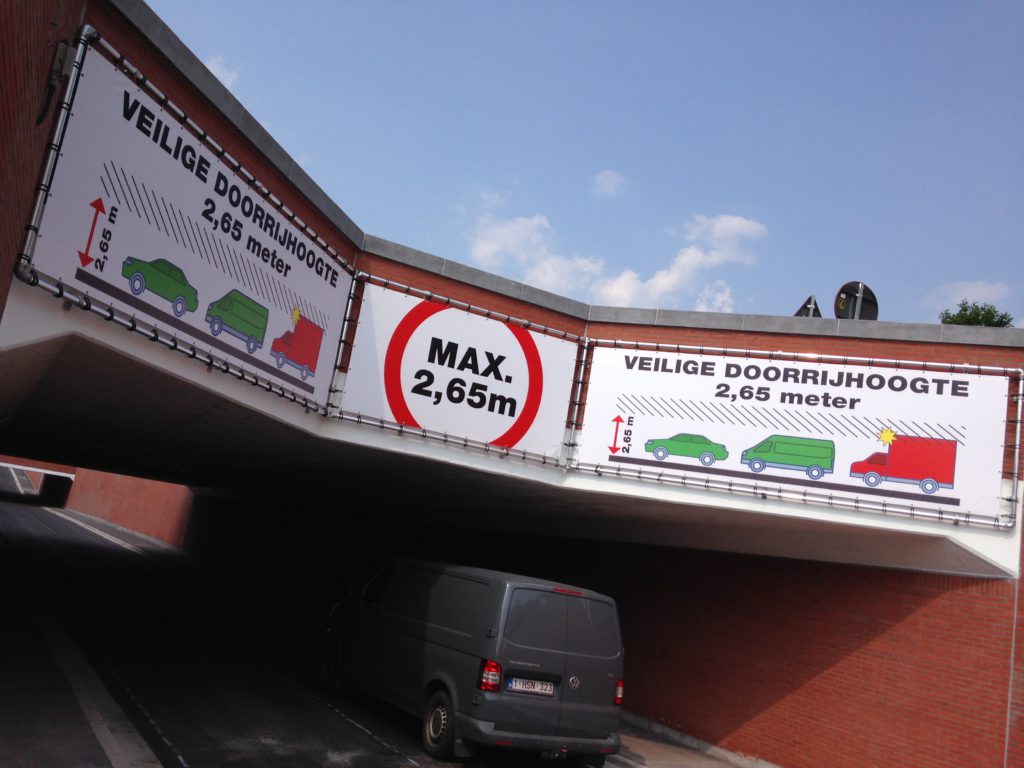 VEILIGE DOORRIJHOOGTE
2,65 meter
2,65 m
MAX.
2,65m
VEILIGE DOORRIJHOOGTE
2,65 meter
2,65 m
1-HSN-323